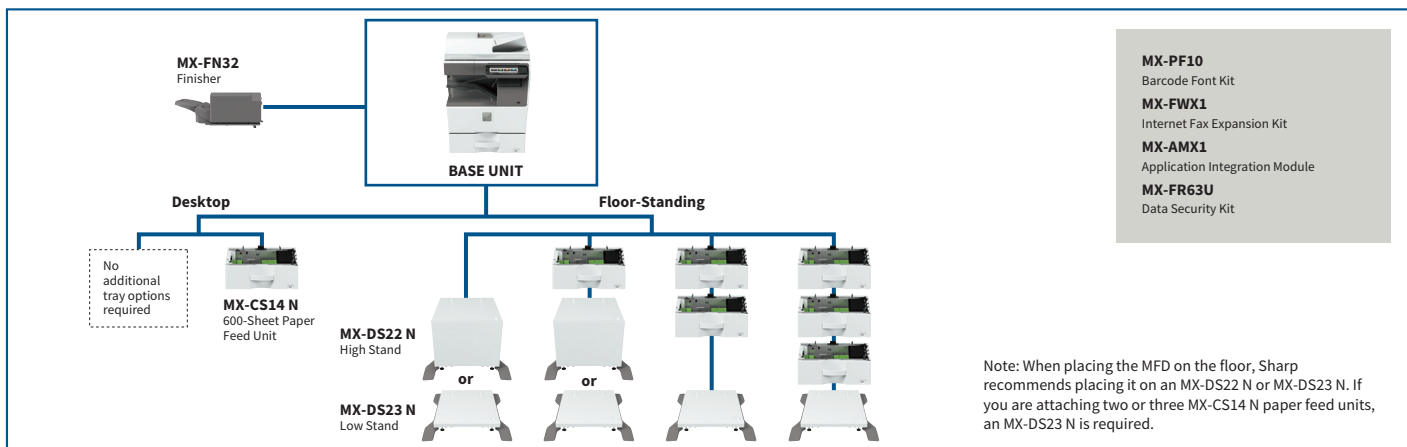 MX-FN32
Finisher
BASE UNIT
MX-PF10
Barcode Font Kit
MX-FWX1
Internet Fax Expansion Kit
MX-AMX1
Application Integration Module
MX-FR63U
Data Security Kit
Desktop
Floor-Standing
No
additional
tray options
required
MX-CS14 N
600-Sheet Paper
Feed Unit
MX-DS22 N
High Stand
or
or
MX-DS23 N
Low Stand
Note: When placing the MFD on the floor, Sharp
recommends placing it on an MX-DS22 N or MX-DS23 N. If
you are attaching two or three MX-CS14 N paper feed units,
an MX-DS23 N is required.